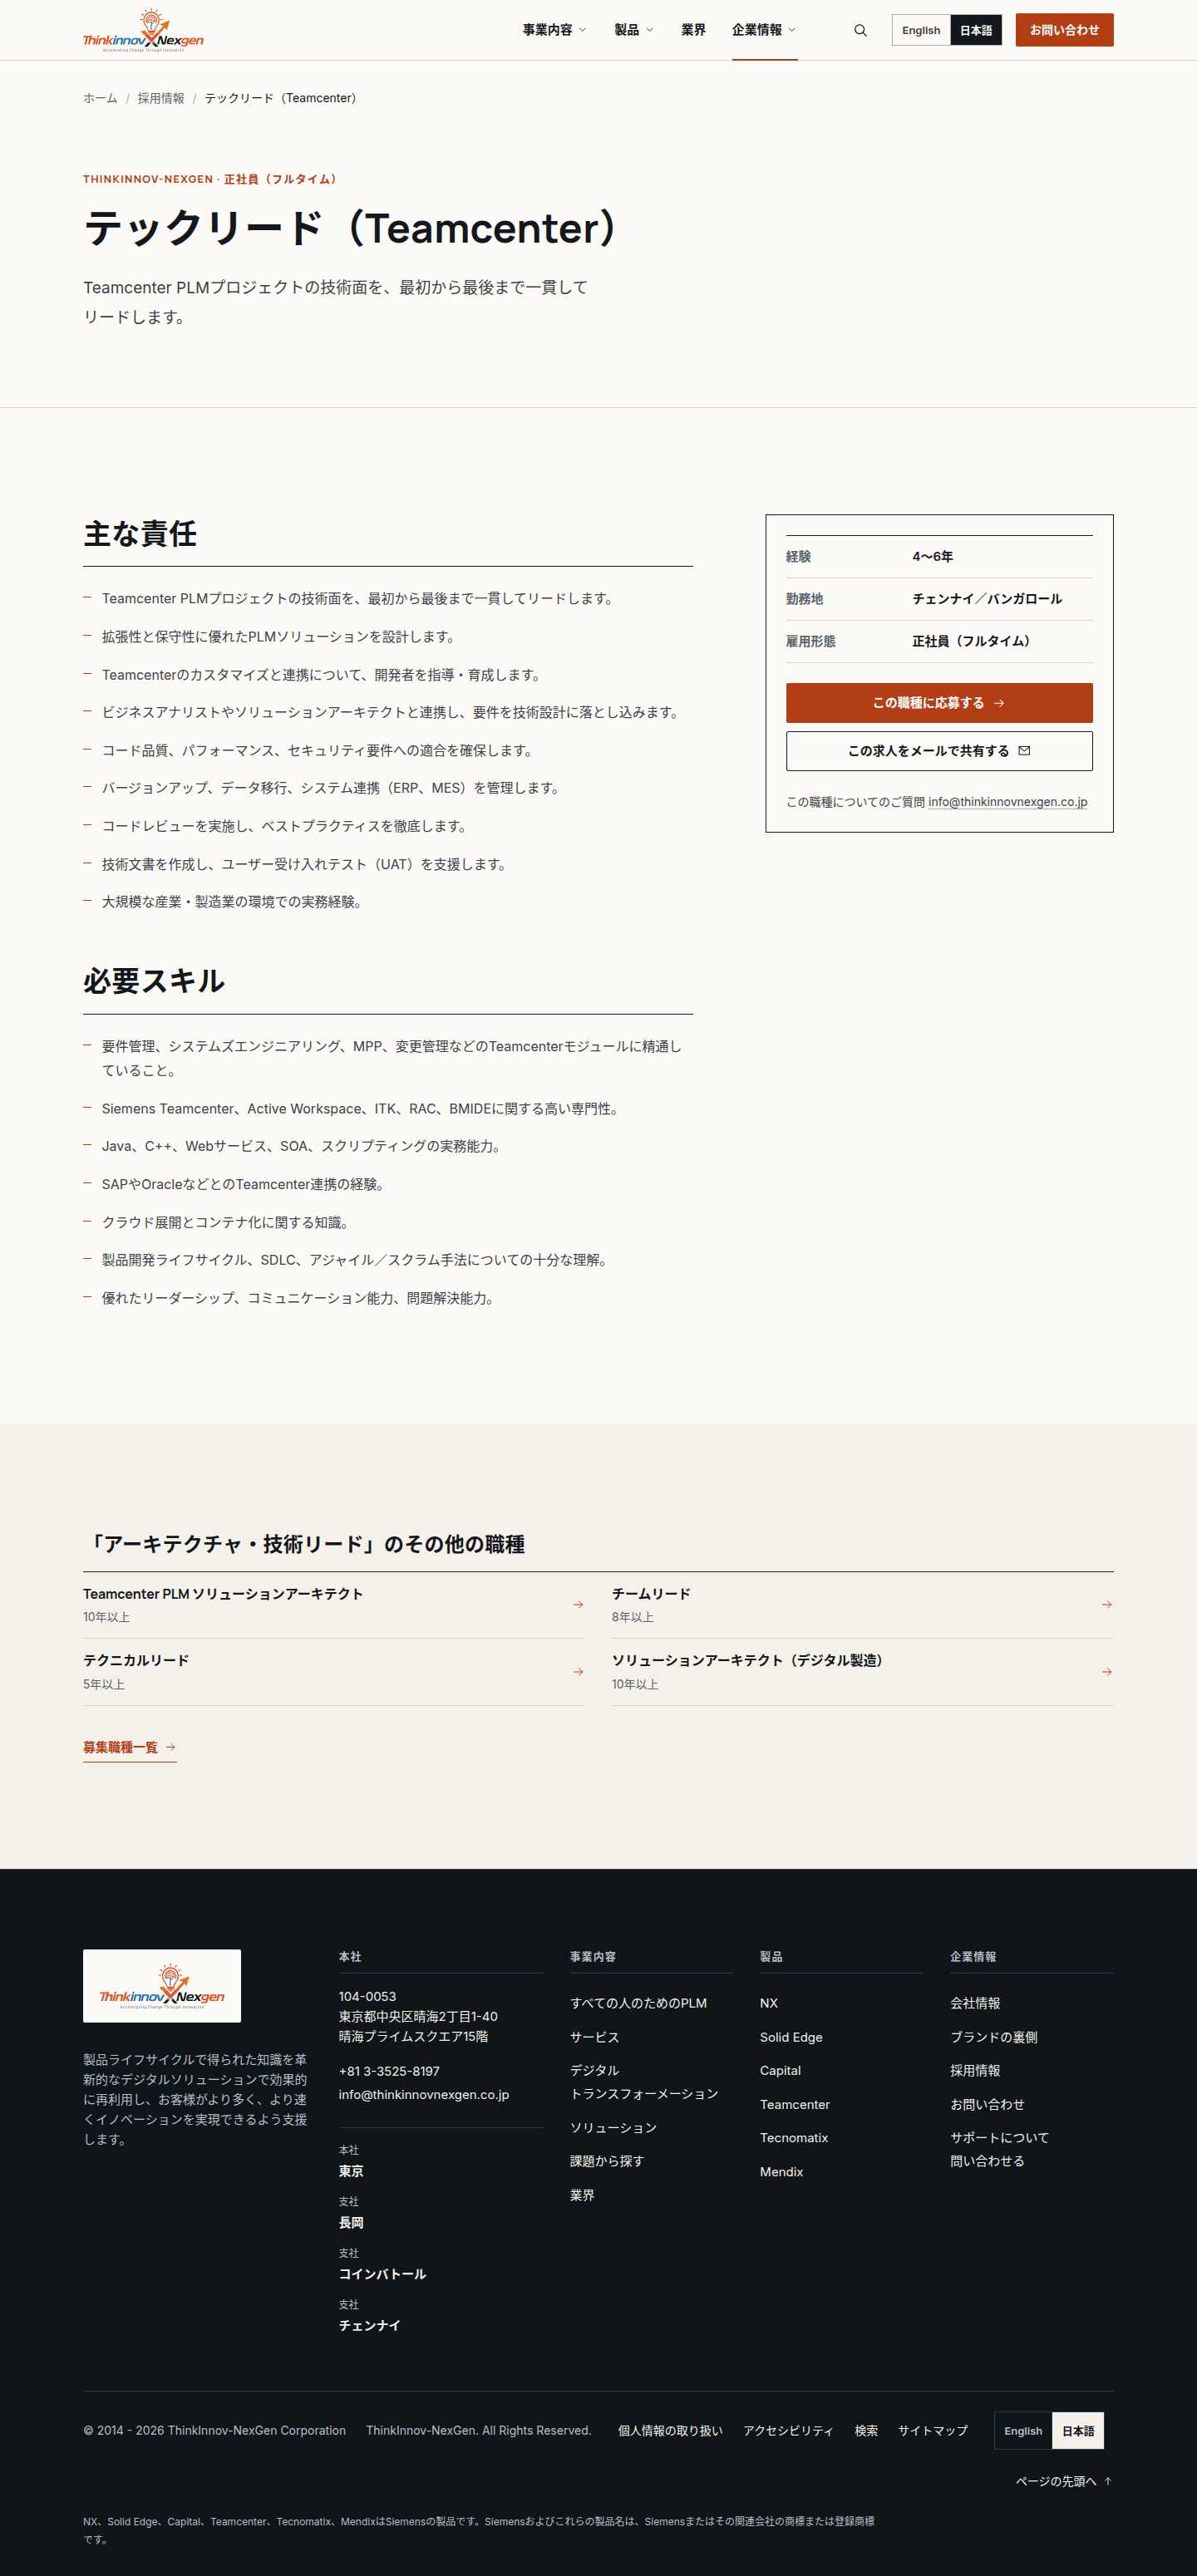 ThinkinnovXNexgen
Accelerating Change Through Innovation
事業内容
製品
業界
企業情報
English
日本語
お問い合わせ
ホーム / 採用情報 / テックリード（Teamcenter）
THINKINNOV-NEXGEN · 正社員（フルタイム）
テックリード（Teamcenter）
Teamcenter PLMプロジェクトの技術面を、最初から最後まで一貫して
リードします。
主な責任
Teamcenter PLMプロジェクトの技術面を、最初から最後まで一貫してリードします。
拡張性と保守性に優れたPLMソリューションを設計します。
Teamcenterのカスタマイズと連携について、開発者を指導・育成します。
ビジネスアナリストやソリューションアーキテクトと連携し、要件を技術設計に落とし込みます。
コード品質、パフォーマンス、セキュリティ要件への適合を確保します。
バージョンアップ、データ移行、システム連携（ERP、MES）を管理します。
コードレビューを実施し、ベストプラクティスを徹底します。
技術文書を作成し、ユーザー受け入れテスト（UAT）を支援します。
大規模な産業・製造業の環境での実務経験。
経験 4〜6年
勤務地 チェンナイ／バンガロール
雇用形態 正社員（フルタイム）
この職種に応募する →
この求人をメールで共有する
この職種についてのご質問 info@thinkinnovnexgen.co.jp
必要スキル
要件管理、システムズエンジニアリング、MPP、変更管理などのTeamcenterモジュールに精通し
ていること。
Siemens Teamcenter、Active Workspace、ITK、RAC、BMIDEに関する高い専門性。
Java、C++、Webサービス、SOA、スクリプティングの実務能力。
SAPやOracleなどとのTeamcenter連携の経験。
クラウド展開とコンテナ化に関する知識。
製品開発ライフサイクル、SDLC、アジャイル／スクラム手法についての十分な理解。
優れたリーダーシップ、コミュニケーション能力、問題解決能力。
「アーキテクチャ・技術リード」のその他の職種
Teamcenter PLM ソリューションアーキテクト
10年以上
→
チームリード
8年以上
→
テクニカルリード
5年以上
→
ソリューションアーキテクト（デジタル製造）
10年以上
→
募集職種一覧 →
ThinkinnovXNexgen
Accelerating Change Through Innovation
製品ライフサイクルで得られた知識を革
新的なデジタルソリューションで効果的
に再利用し、お客様がより多く、より速
くイノベーションを実現できるよう支援
します。
本社
104-0053
東京都中央区晴海2丁目1-40
晴海プライムスクエア15階
+81 3-3525-8197
info@thinkinnovnexgen.co.jp
本社
東京
支社
長岡
支社
コインバトール
支社
チェンナイ
事業内容
すべての人のためのPLM
サービス
デジタル
トランスフォーメーション
ソリューション
課題から探す
業界
製品
NX
Solid Edge
Capital
Teamcenter
Tecnomatix
Mendix
企業情報
会社情報
ブランドの裏側
採用情報
お問い合わせ
サポートについて
問い合わせる
© 2014 - 2026 ThinkInnov-NexGen Corporation
ThinkInnov-NexGen. All Rights Reserved.
個人情報の取り扱い
アクセシビリティ
検索
サイトマップ
English
日本語
ページの先頭へ ↑
NX、Solid Edge、Capital、Teamcenter、Tecnomatix、MendixはSiemensの製品です。Siemensおよびこれらの製品名は、Siemensまたはその関連会社の商標または登録商標
です。